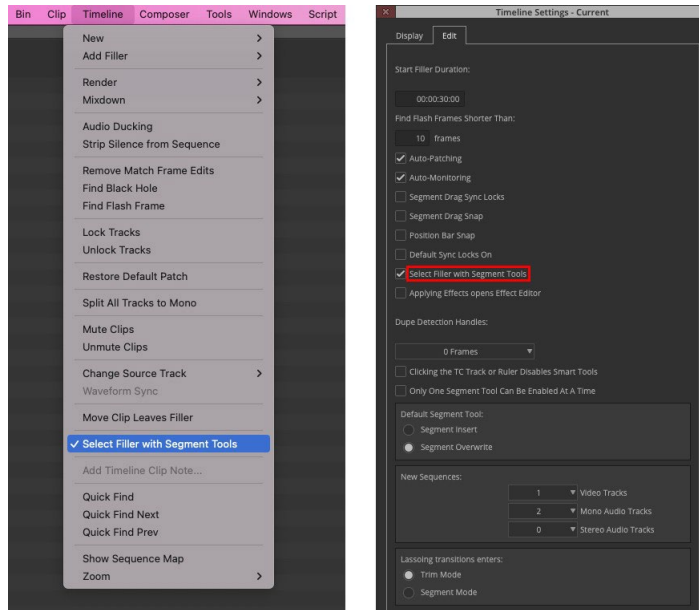 Bin Clip Timeline Composer Tools Windows Script
New
Add Filler
Render
Mixdown
Audio Ducking
Strip Silence from Sequence
Remove Match Frame Edits
Find Black Hole
Find Flash Frame
Lock Tracks
Unlock Tracks
Restore Default Patch
Split All Tracks to Mono
Mute Clips
Unmute Clips
Change Source Track
Waveform Sync
Move Clip Leaves Filler
✓ Select Filler with Segment Tools
Add Timeline Clip Note...
Quick Find
Quick Find Next
Quick Find Prev
Show Sequence Map
Zoom
Timeline Settings - Current
Display Edit
Start Filler Duration:
00:00:30:00
Find Flash Frames Shorter Than:
10 frames
Auto-Patching
Auto-Monitoring
Segment Drag Sync Locks
Segment Drag Snap
Position Bar Snap
Default Sync Locks On
Select Filler with Segment Tools
Applying Effects opens Effect Editor
Dupe Detection Handles:
0 Frames
Clicking the TC Track or Ruler Disables Smart Tools
Only One Segment Tool Can Be Enabled At A Time
Default Segment Tool:
Segment Insert
Segment Overwrite
New Sequences:
1 Video Tracks
2 Mono Audio Tracks
0 Stereo Audio Tracks
Lassoing transitions enters:
Trim Mode
Segment Mode